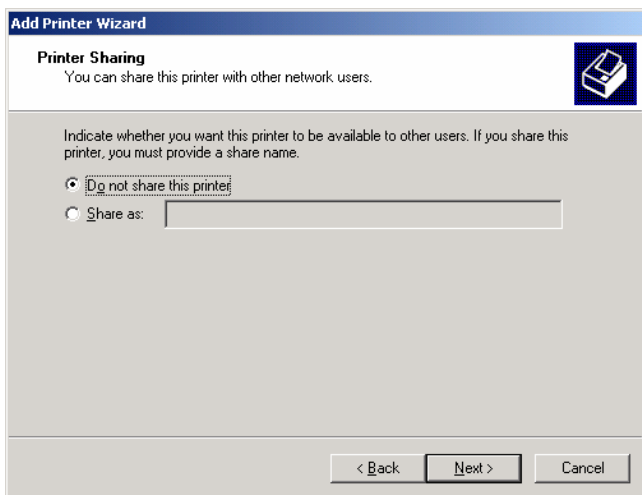 Add Printer Wizard
Printer Sharing
You can share this printer with other network users.
Indicate whether you want this printer to be available to other users. If you share this
printer, you must provide a share name.
Do not share this printer
Share as:
< Back Next > Cancel